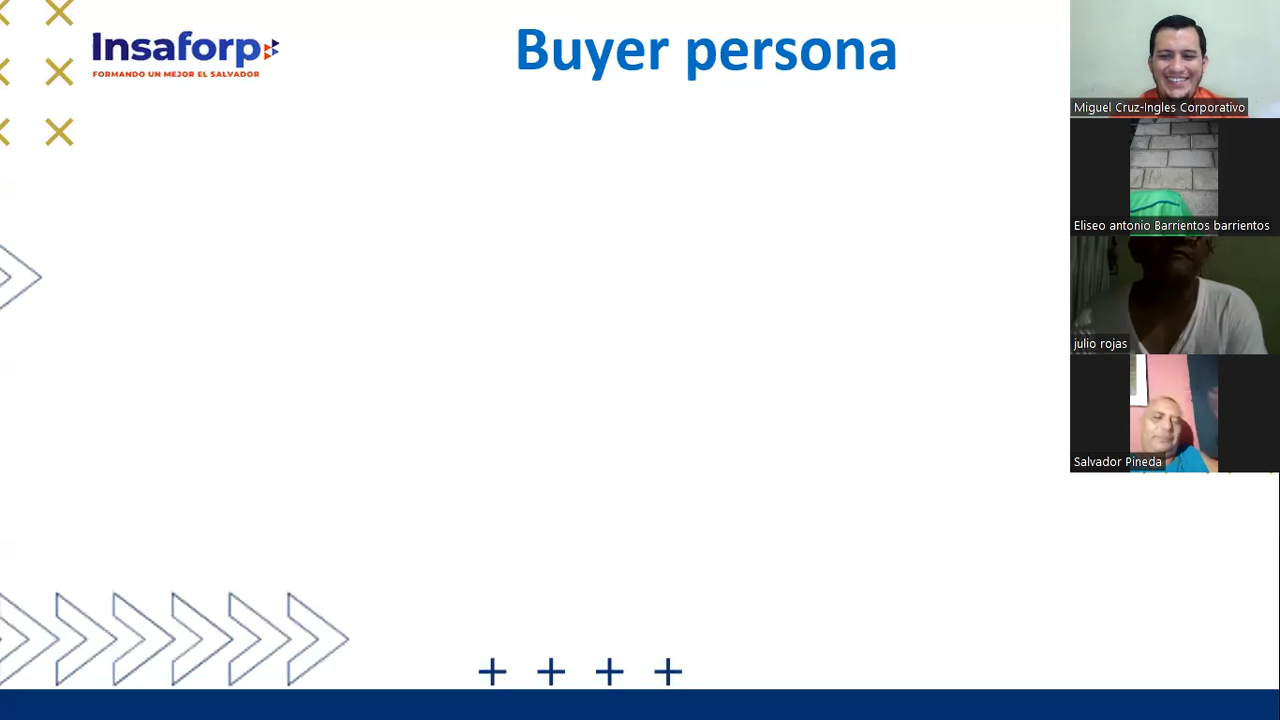 Insaforp
FORMANDO UN MEJOR EL SALVADOR
Buyer persona
Miguel Cruz-Ingles Corporativo
Eliseo antonio Barrientos barrientos
julio rojas
Salvador Pineda